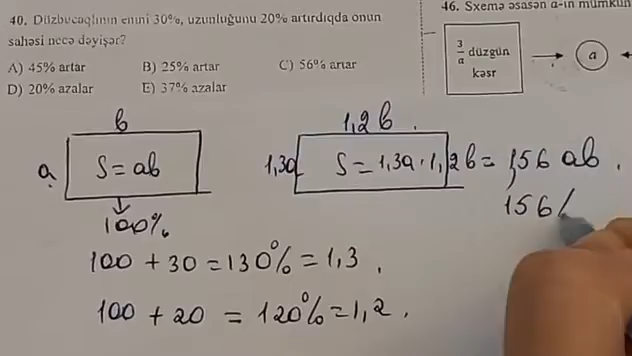 40. Düzbucaqlının enini 30%, uzunluğunu 20% artırdıqda onun
sahəsi necə dəyişər?
A) 45% artar B) 25% artar C) 56% artar
D) 20% azalar E) 37% azalar
46. Sxemə əsasən a-ın mümkün
3/a düzgün
kəsr
a
b
a
S = ab
100%
100 + 30 = 130% = 1,3
100 + 20 = 120% = 1,2 .
1,2b .
1,3a
S = 1,3a · 1,2b = 1,56 ab .
156/